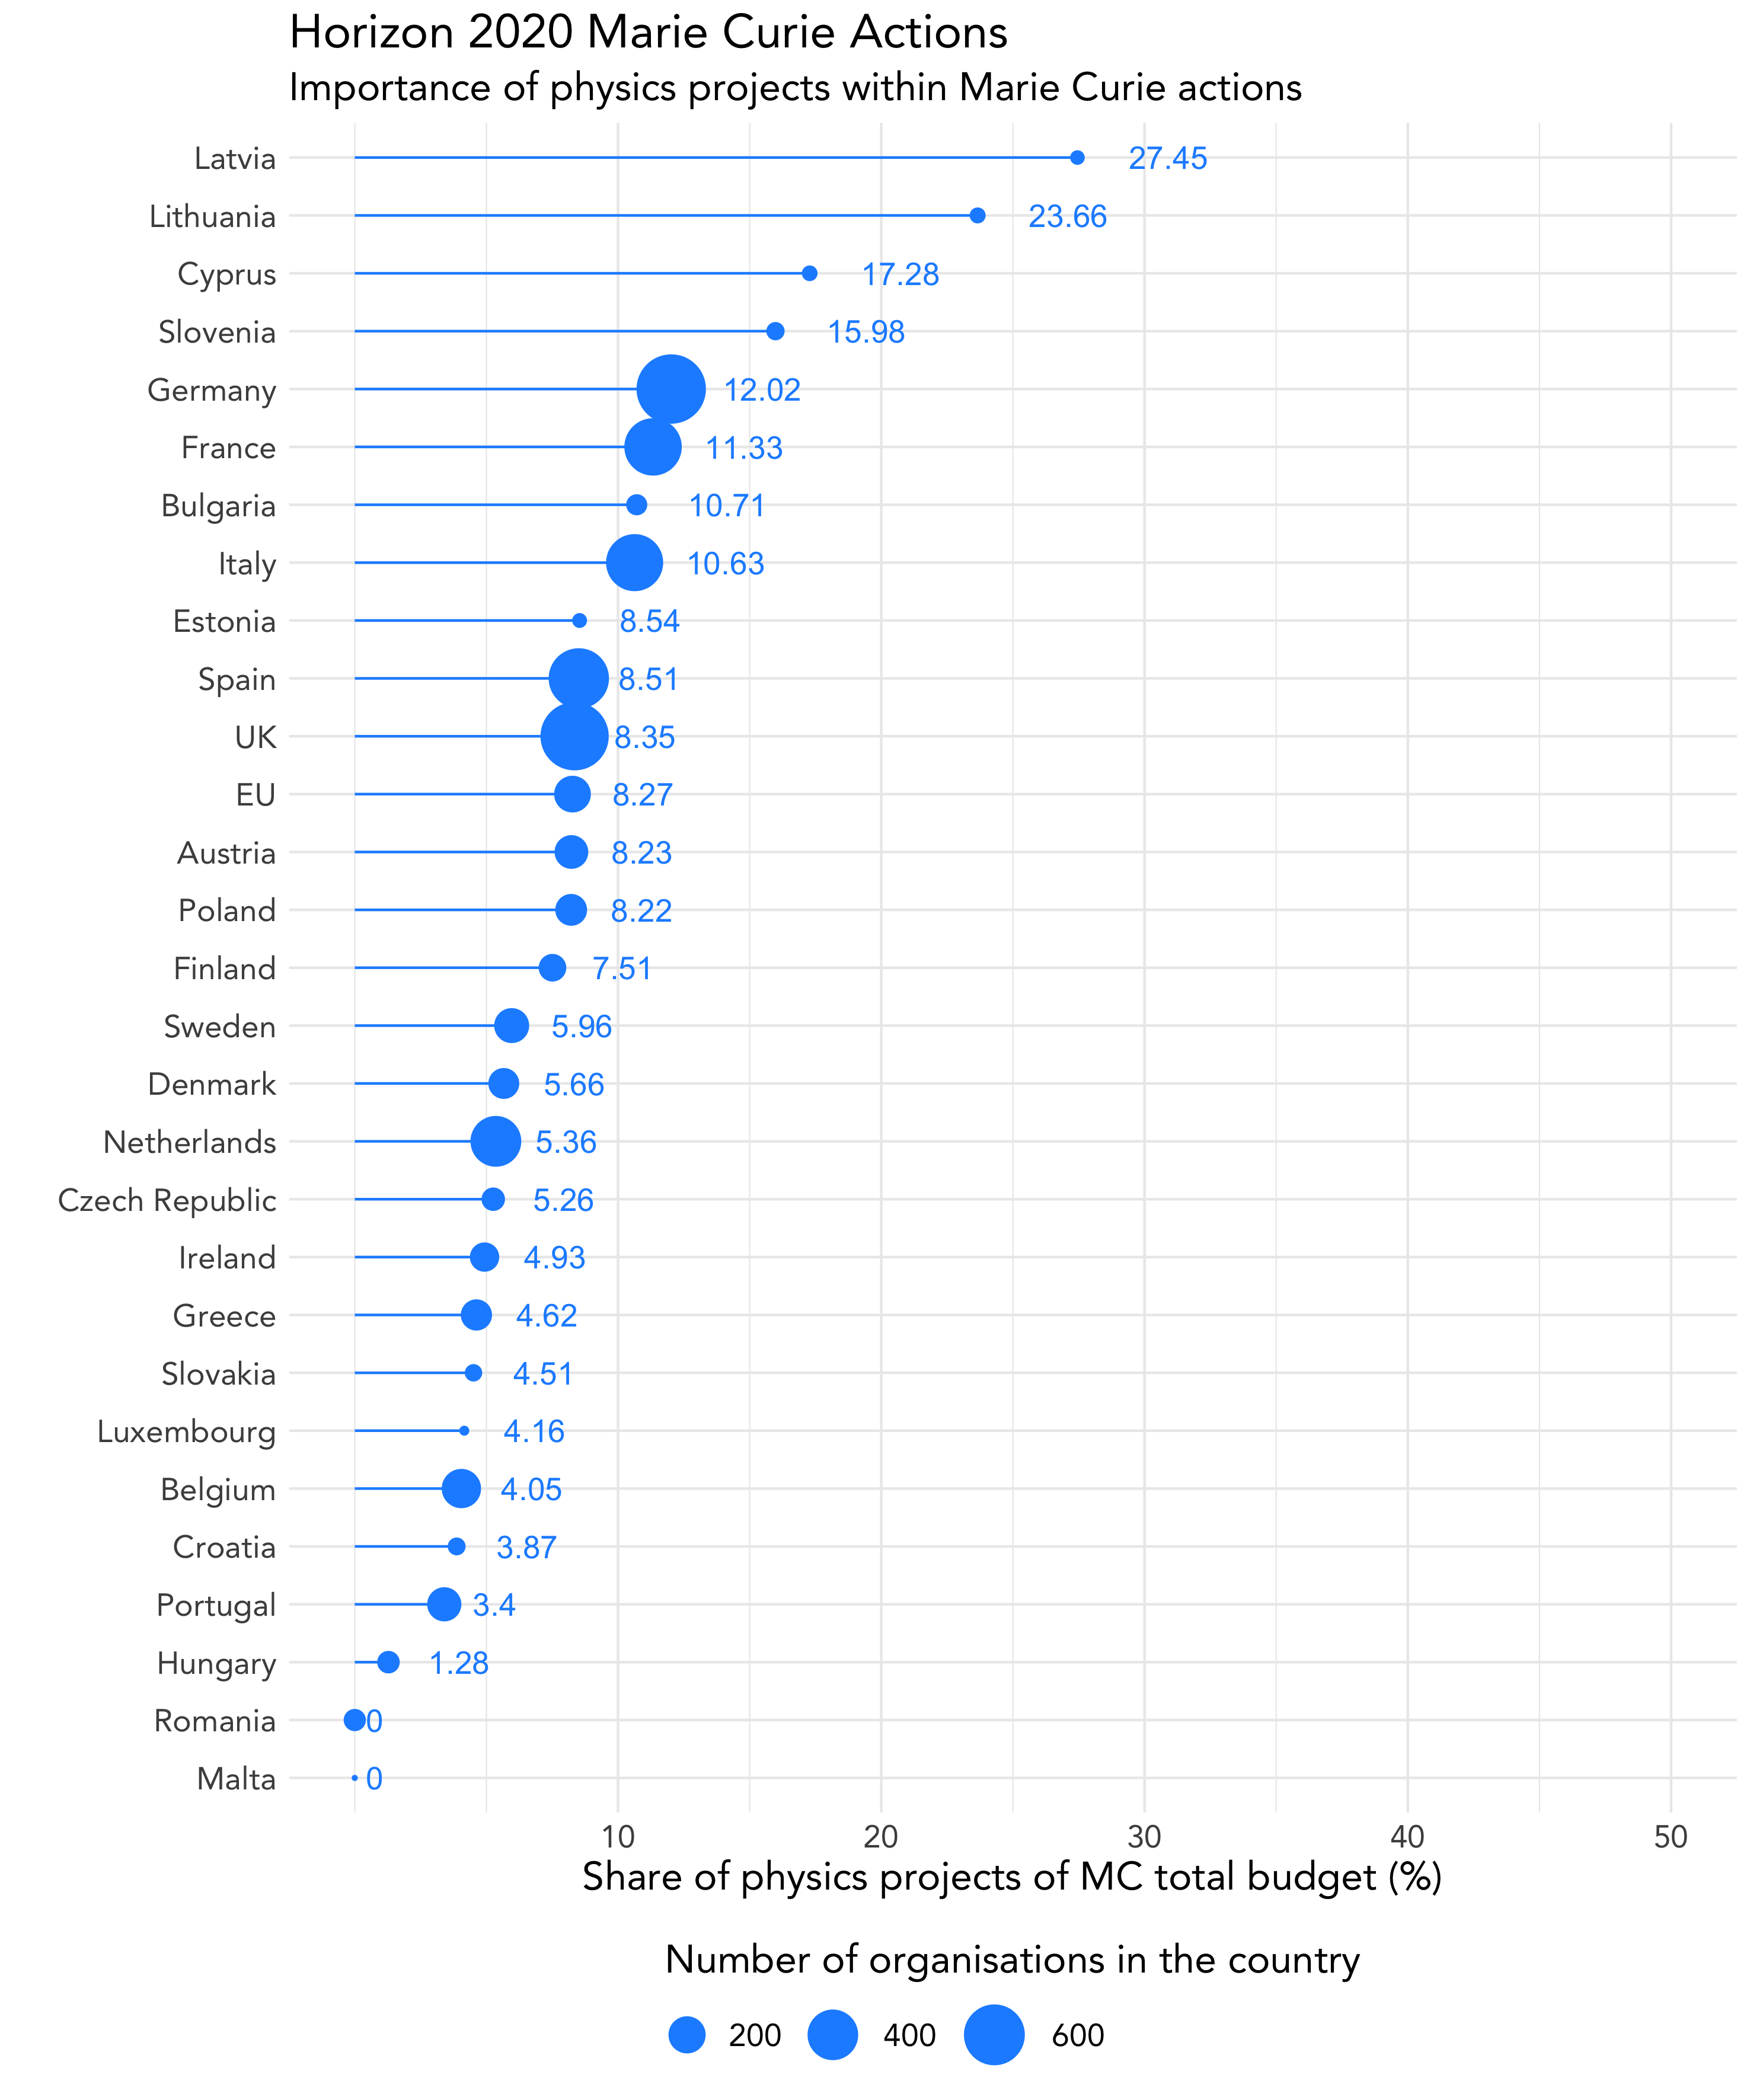 Horizon 2020 Marie Curie Actions
Importance of physics projects within Marie Curie actions
Latvia 27.45
Lithuania 23.66
Cyprus 17.28
Slovenia 15.98
Germany 12.02
France 11.33
Bulgaria 10.71
Italy 10.63
Estonia 8.54
Spain 8.51
UK 8.35
EU 8.27
Austria 8.23
Poland 8.22
Finland 7.51
Sweden 5.96
Denmark 5.66
Netherlands 5.36
Czech Republic 5.26
Ireland 4.93
Greece 4.62
Slovakia 4.51
Luxembourg 4.16
Belgium 4.05
Croatia 3.87
Portugal 3.4
Hungary 1.28
Romania 0
Malta 0
10 20 30 40 50
Share of physics projects of MC total budget (%)
Number of organisations in the country
200 400 600